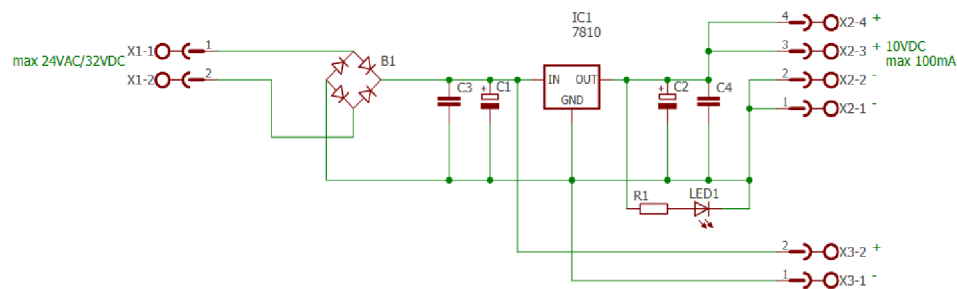 IC1
7810
4 X2-4 +
X1-1 1
3 X2-3 + 10VDC
max 24VAC/32VDC
B1
max 100mA
X1-2 2
2 X2-2 -
IN OUT
GND
C3
+ C1
+ C2
C4
1 X2-1 -
R1
LED1
2 X3-2 +
1 X3-1 -